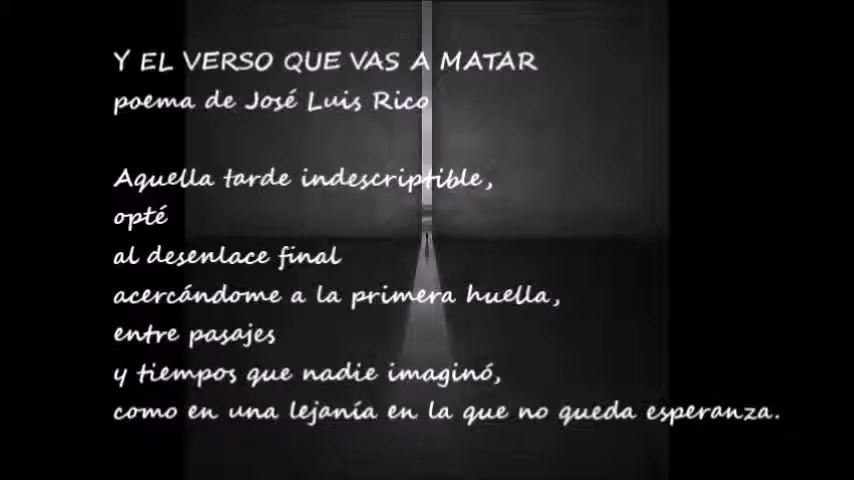 Y EL VERSO QUE VAS A MATAR
poema de José Luis Rico
Aquella tarde indescriptible,
opté
al desenlace final
acercándome a la primera huella,
entre pasajes
y tiempos que nadie imaginó,
como en una lejanía en la que no queda esperanza.